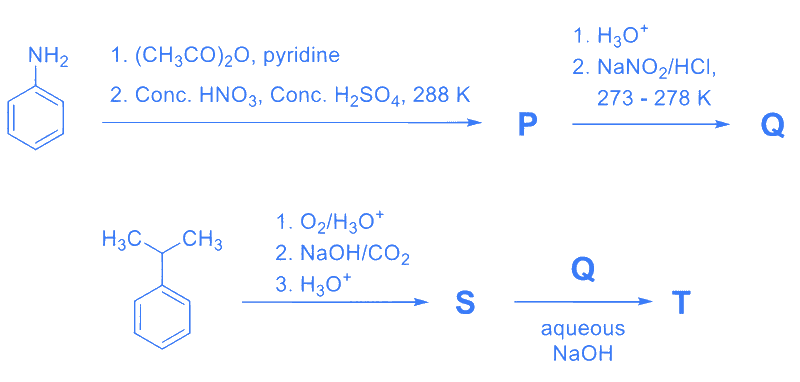 NH₂
1. (CH₃CO)₂O, pyridine
2. Conc. HNO₃, Conc. H₂SO₄, 288 K
P
1. H₃O⁺
2. NaNO₂/HCl,
273 - 278 K
Q
H₃C CH₃
1. O₂/H₃O⁺
2. NaOH/CO₂
3. H₃O⁺
S
Q
aqueous
NaOH
T